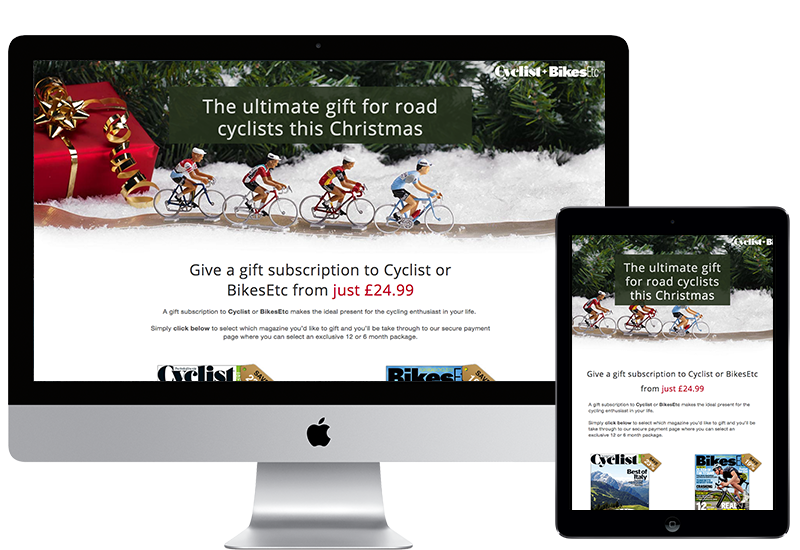 Cyclist + BikesEtc
The ultimate gift for road
cyclists this Christmas
Give a gift subscription to Cyclist or
BikesEtc from just £24.99
A gift subscription to Cyclist or BikesEtc makes the ideal present for the cycling enthusiast in your life.
Simply click below to select which magazine you'd like to gift and you'll be take through to our secure payment
page where you can select an exclusive 12 or 6 month package.
Cyclist
SAVE
Bikes
SAVE
Cyclist + B
The ultimate gift
for road cyclists
this Christmas
Give a gift subscription to Cyclist or BikesEtc
from just £24.99
A gift subscription to Cyclist or BikesEtc makes the ideal present for the
cycling enthusiast in your life.
Simply click below to select which magazine you'd like to gift and you'll be
take through to our secure payment page where you can select an
exclusive 12 or 6 month package.
Cyclist
SAVE
Best of
Italy
Bikes
SAVE
12
REAL